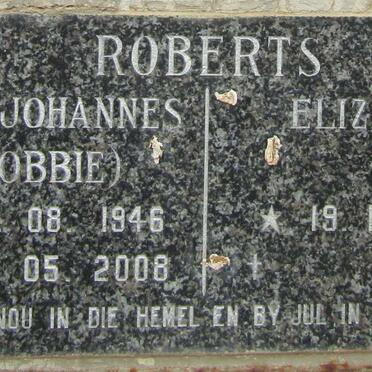 ROBERTS
JOHANNES ELIZ
OBBIE)
08 . 1946 ★ 19 .
05 . 2008 †
NOU IN DIE HEMEL EN BY JUL IN